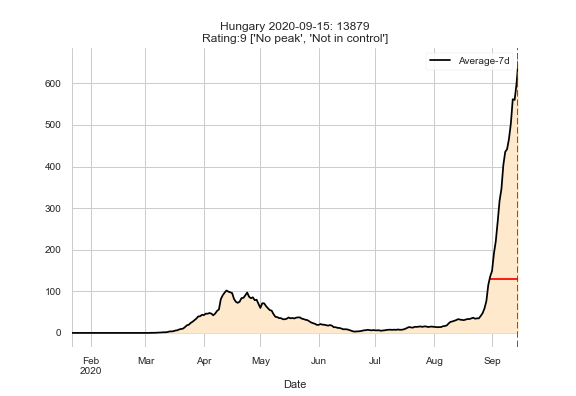 Hungary 2020-09-15: 13879
Rating:9 ['No peak', 'Not in control']
Average-7d
600
500
400
300
200
100
0
Feb Mar Apr May Jun Jul Aug Sep
2020
Date